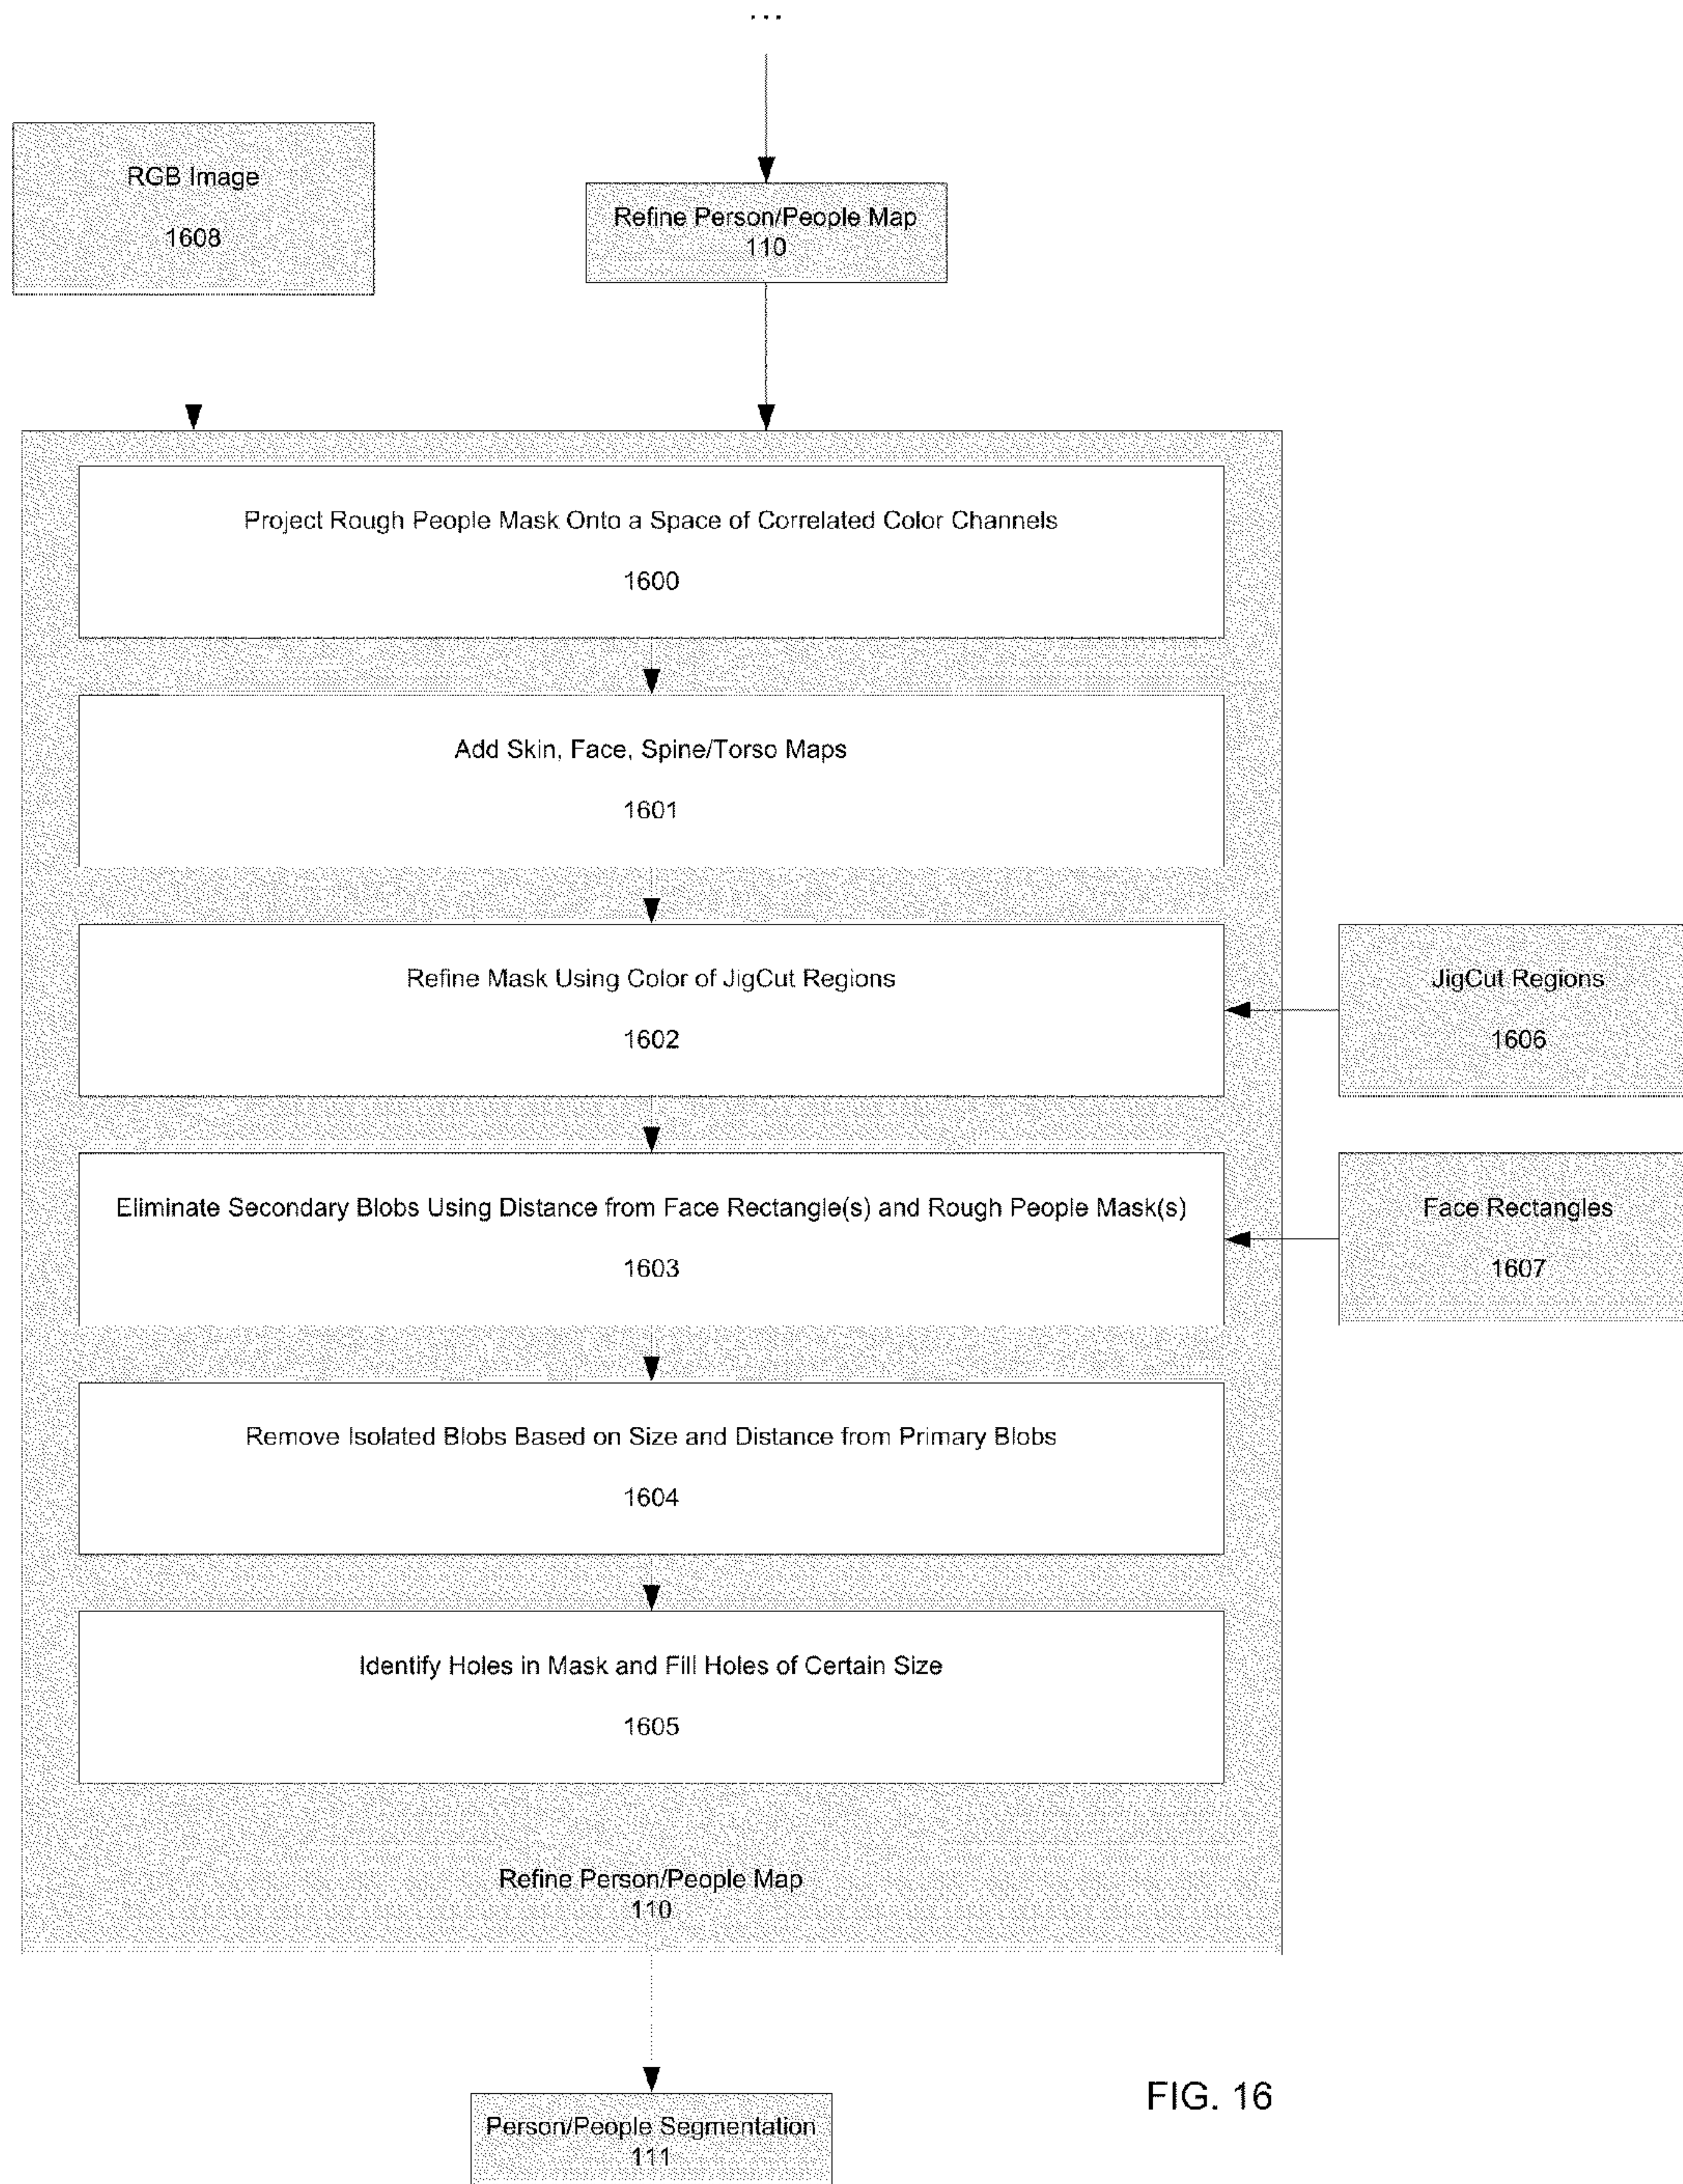 ...
RGB Image
1608
Refine Person/People Map
110
Project Rough People Mask Onto a Space of Correlated Color Channels
1600
Add Skin, Face, Spine/Torso Maps
1601
Refine Mask Using Color of JigCut Regions
1602
JigCut Regions
1606
Eliminate Secondary Blobs Using Distance from Face Rectangle(s) and Rough People Mask(s)
1603
Face Rectangles
1607
Remove Isolated Blobs Based on Size and Distance from Primary Blobs
1604
Identify Holes in Mask and Fill Holes of Certain Size
1605
Refine Person/People Map
110
Person/People Segmentation
111
FIG. 16